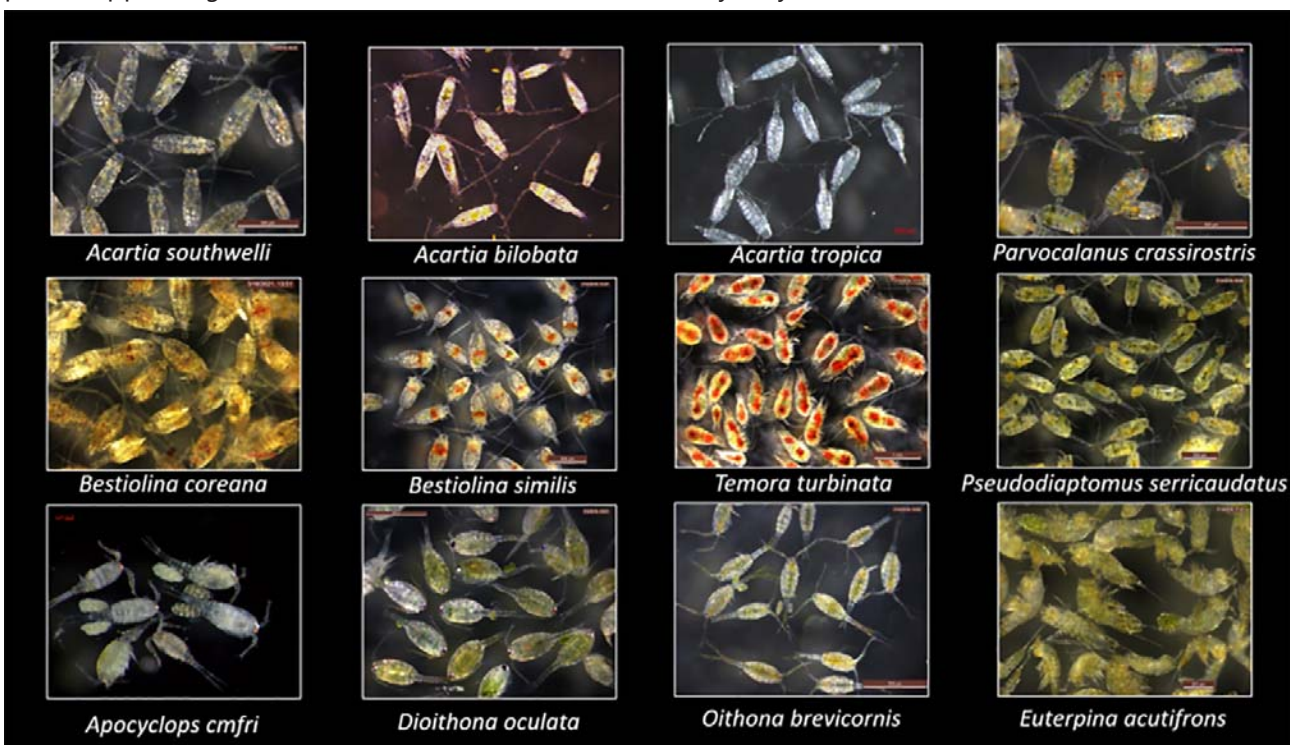 Acartia southwelli
Acartia bilobata
Acartia tropica
Parvocalanus crassirostris
Bestiolina coreana
Bestiolina similis
Temora turbinata
Pseudodiaptomus serricaudatus
Apocyclops cmfri
Dioithona oculata
Oithona brevicornis
Euterpina acutifrons